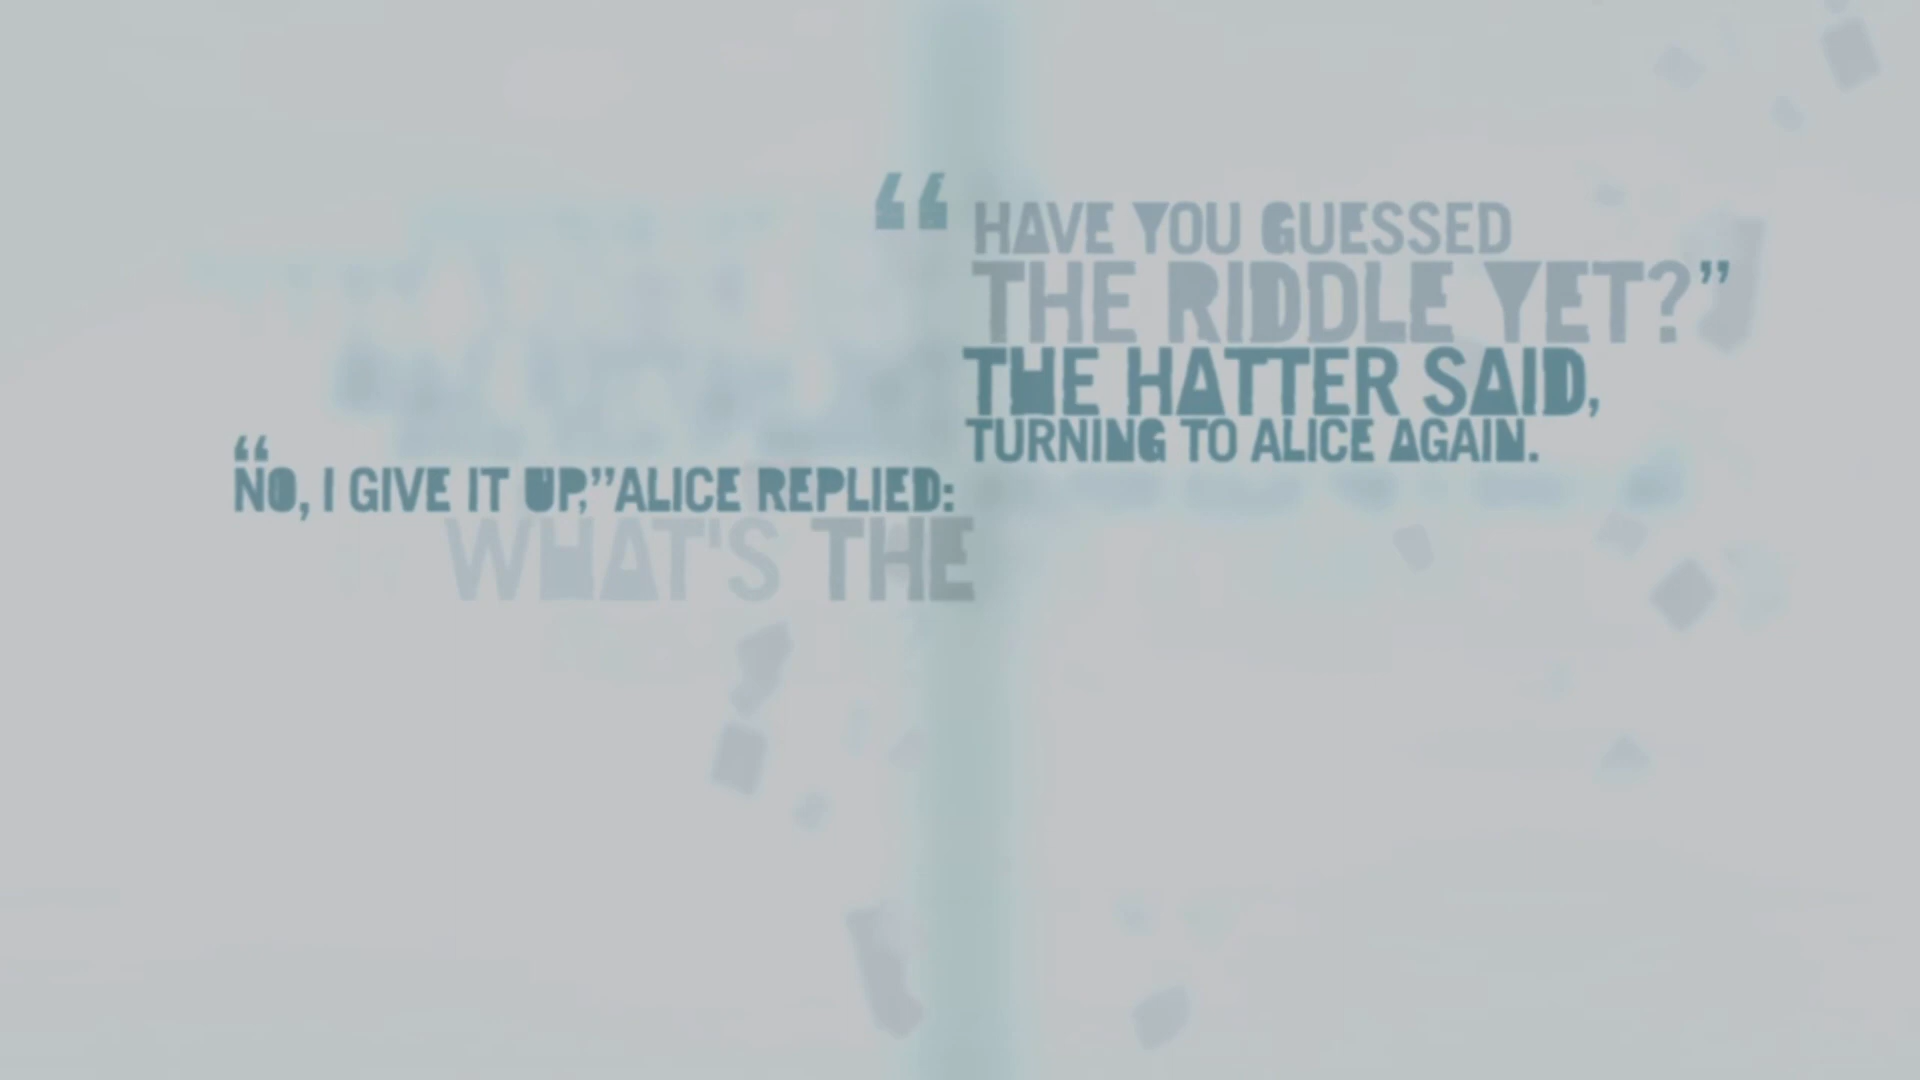 “ HAVE YOU GUESSED
THE RIDDLE YET?”
THE HATTER SAID,
TURNING TO ALICE AGAIN.
“NO, I GIVE IT UP,”ALICE REPLIED:
WHAT'S THE